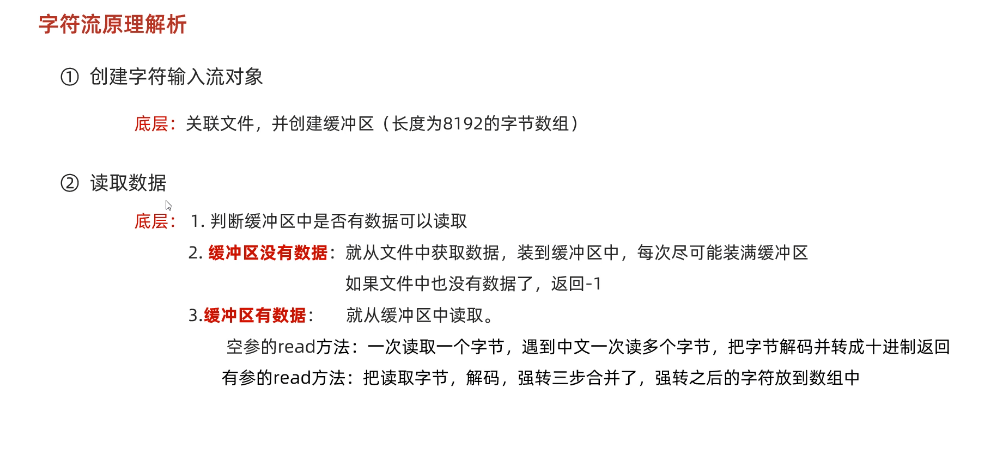 字符流原理解析
① 创建字符输入流对象
底层：关联文件，并创建缓冲区（长度为8192的字节数组）
② 读取数据
底层： 1. 判断缓冲区中是否有数据可以读取
2. 缓冲区没有数据：就从文件中获取数据，装到缓冲区中，每次尽可能装满缓冲区
如果文件中也没有数据了，返回-1
3.缓冲区有数据： 就从缓冲区中读取。
空参的read方法：一次读取一个字节，遇到中文一次读多个字节，把字节解码并转成十进制返回
有参的read方法：把读取字节，解码，强转三步合并了，强转之后的字符放到数组中